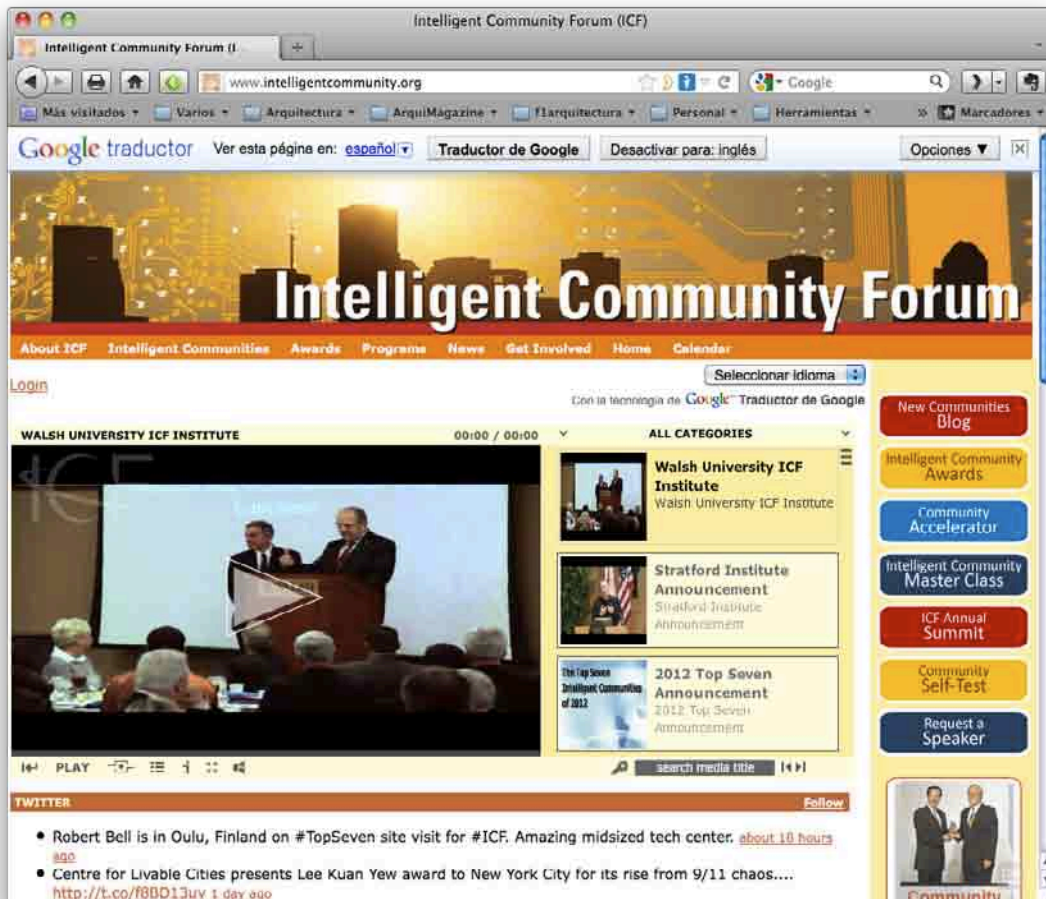 Intelligent Community Forum (ICF)
Intelligent Community Forum (I...
www.intelligentcommunity.org
Google
Más visitados
Varios
Arquitectura
ArquiMagazine
f1arquitectura
Personal
Herramientas
»
Marcadores
Google traductor
Ver esta página en: español
Traductor de Google
Desactivar para: inglés
Opciones ▼
Intelligent Community Forum
About ICF Intelligent Communities Awards Programs News Get Involved Home Calendar
Login
Seleccionar idioma
Con la tecnología de Google™ Traductor de Google
WALSH UNIVERSITY ICF INSTITUTE
00:00 / 00:00
ICF
ALL CATEGORIES
Walsh University ICF
Institute
Walsh University ICF Institute
Stratford Institute
Announcement
Stratford Institute
Announcement
The Top Seven
Intelligent Communities
of 2012
2012 Top Seven
Announcement
2012 Top Seven
Announcement
PLAY
search media title
New Communities
Blog
Intelligent Community
Awards
Community
Accelerator
Intelligent Community
Master Class
ICF Annual
Summit
Community
Self-Test
Request a
Speaker
Community
TWITTER
Follow
• Robert Bell is in Oulu, Finland on #TopSeven site visit for #ICF. Amazing midsized tech center. about 18 hours
ago
• Centre for Livable Cities presents Lee Kuan Yew award to New York City for its rise from 9/11 chaos....
http://t.co/f8BD13uv 1 day ago